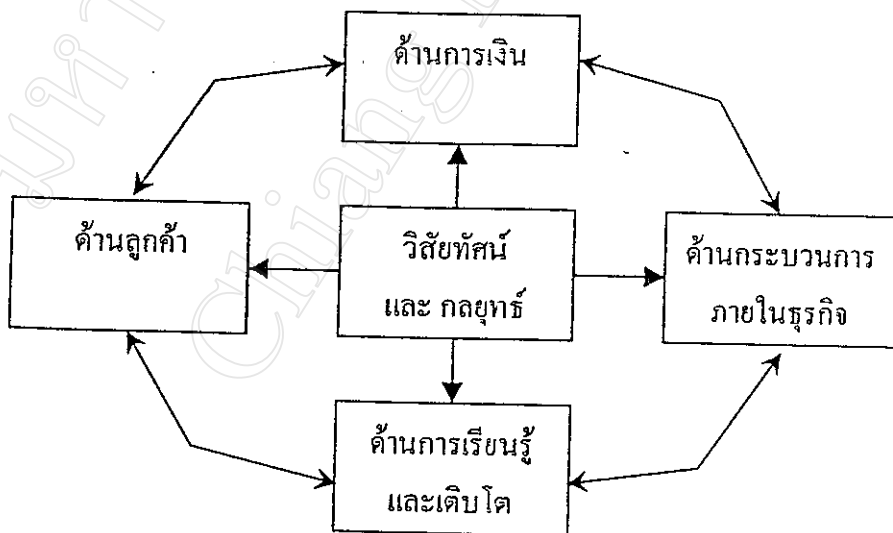 ด้านการเงิน
ด้านลูกค้า
วิสัยทัศน์
และ กลยุทธ์
ด้านกระบวนการ
ภายในธุรกิจ
ด้านการเรียนรู้
และเติบโต
Chiang